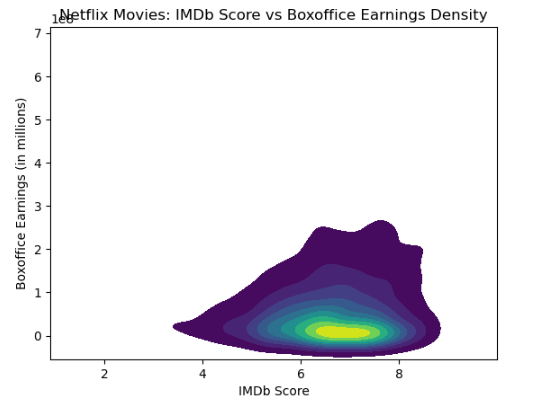 Netflix Movies: IMDb Score vs Boxoffice Earnings Density
1e8
7
6
5
4
3
2
1
0
Boxoffice Earnings (in millions)
2 4 6 8
IMDb Score